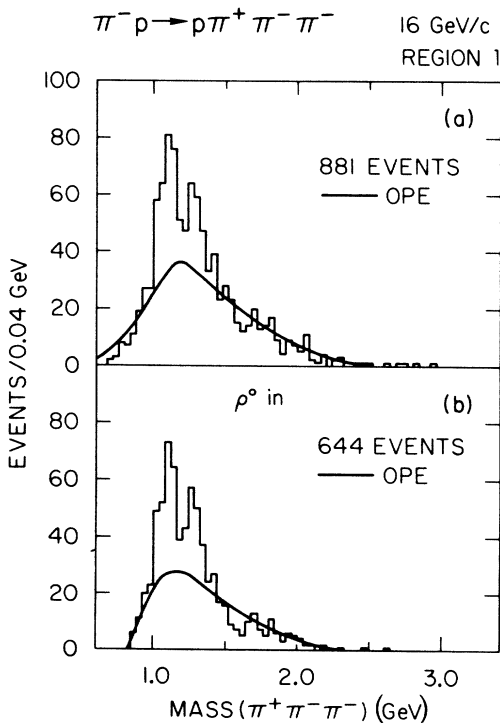 π⁻p → pπ⁺π⁻π⁻ 16 GeV/c
REGION 1
100
80
60
40
20
0
(a)
881 EVENTS
OPE
EVENTS/0.04 GeV
ρ° in
(b)
80
60
40
20
0
644 EVENTS
OPE
1.0 2.0 3.0
MASS(π⁺π⁻π⁻) (GeV)